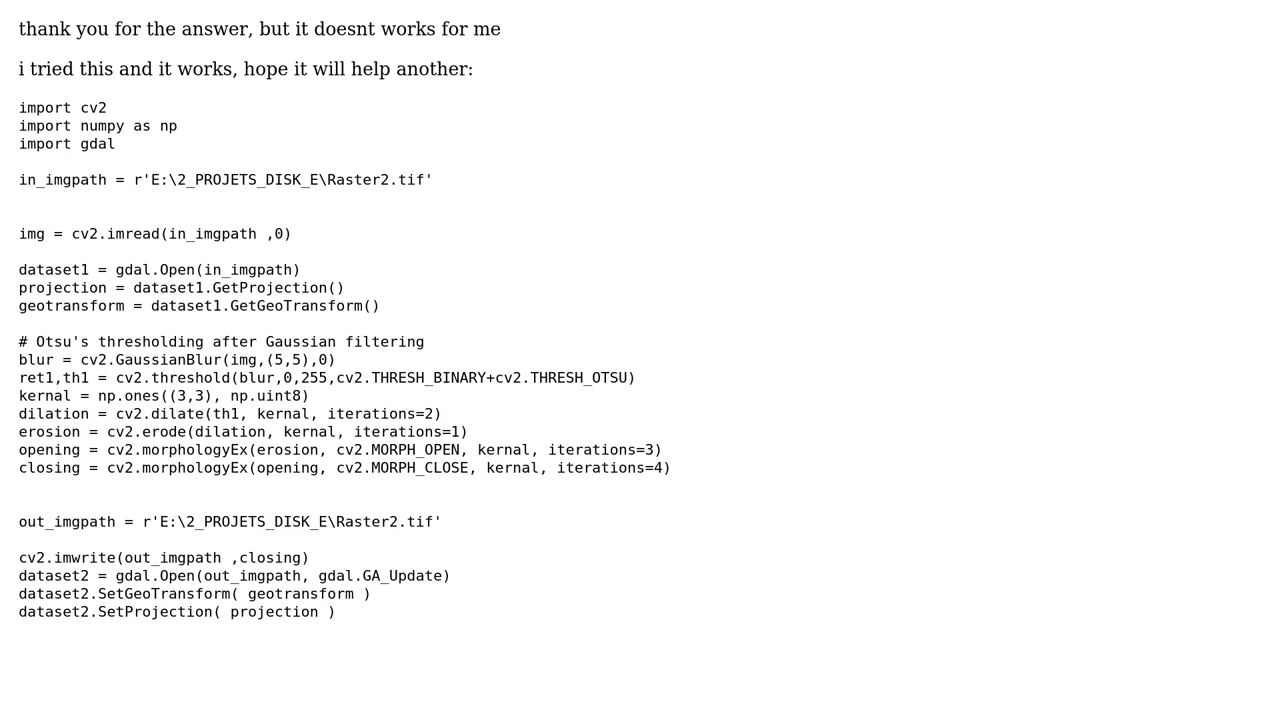 thank you for the answer, but it doesnt works for me
i tried this and it works, hope it will help another:
import cv2
import numpy as np
import gdal
in_imgpath = r'E:\2_PROJETS_DISK_E\Raster2.tif'
img = cv2.imread(in_imgpath ,0)
dataset1 = gdal.Open(in_imgpath)
projection = dataset1.GetProjection()
geotransform = dataset1.GetGeoTransform()
# Otsu's thresholding after Gaussian filtering
blur = cv2.GaussianBlur(img,(5,5),0)
ret1,th1 = cv2.threshold(blur,0,255,cv2.THRESH_BINARY+cv2.THRESH_OTSU)
kernal = np.ones((3,3), np.uint8)
dilation = cv2.dilate(th1, kernal, iterations=2)
erosion = cv2.erode(dilation, kernal, iterations=1)
opening = cv2.morphologyEx(erosion, cv2.MORPH_OPEN, kernal, iterations=3)
closing = cv2.morphologyEx(opening, cv2.MORPH_CLOSE, kernal, iterations=4)
out_imgpath = r'E:\2_PROJETS_DISK_E\Raster2.tif'
cv2.imwrite(out_imgpath ,closing)
dataset2 = gdal.Open(out_imgpath, gdal.GA_Update)
dataset2.SetGeoTransform( geotransform )
dataset2.SetProjection( projection )